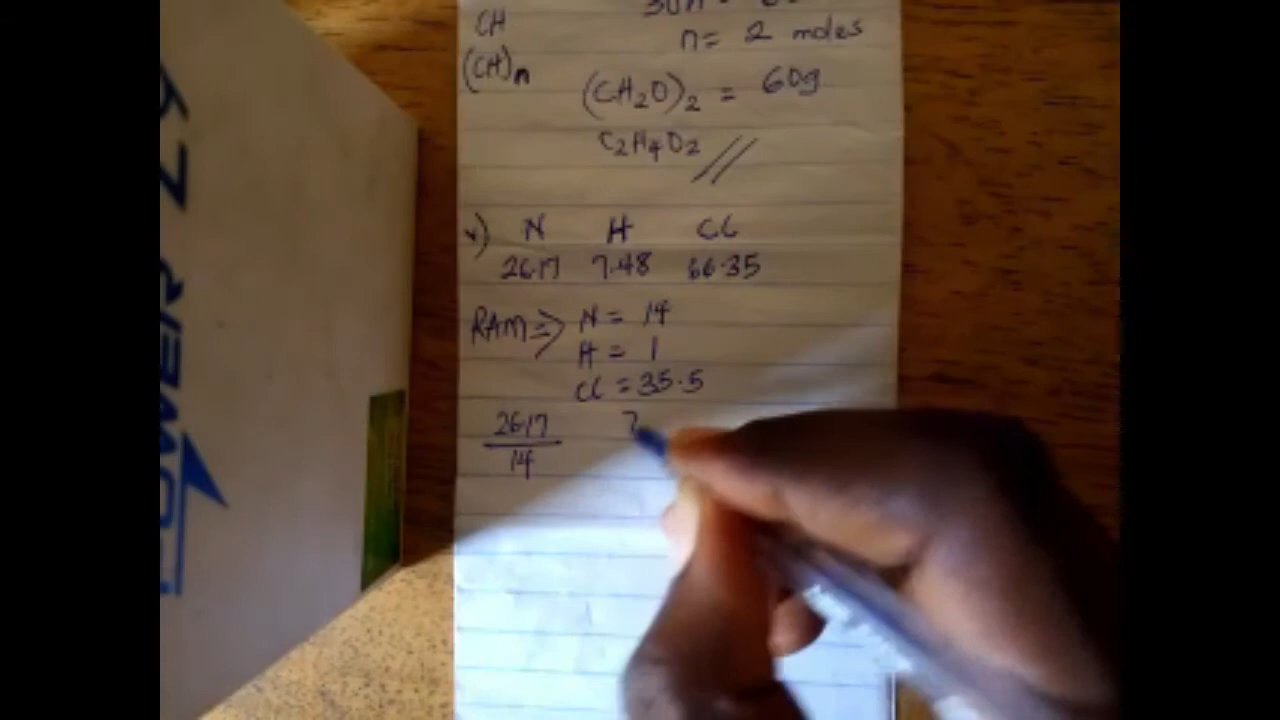 CH
n = 2 moles
(CH)n
(CH2O)2 = 60g
C2H4O2 //
v) N H Cl
26.17 7.48 66.35
RAM => N = 14
H = 1
Cl = 35.5
26.17 7
14